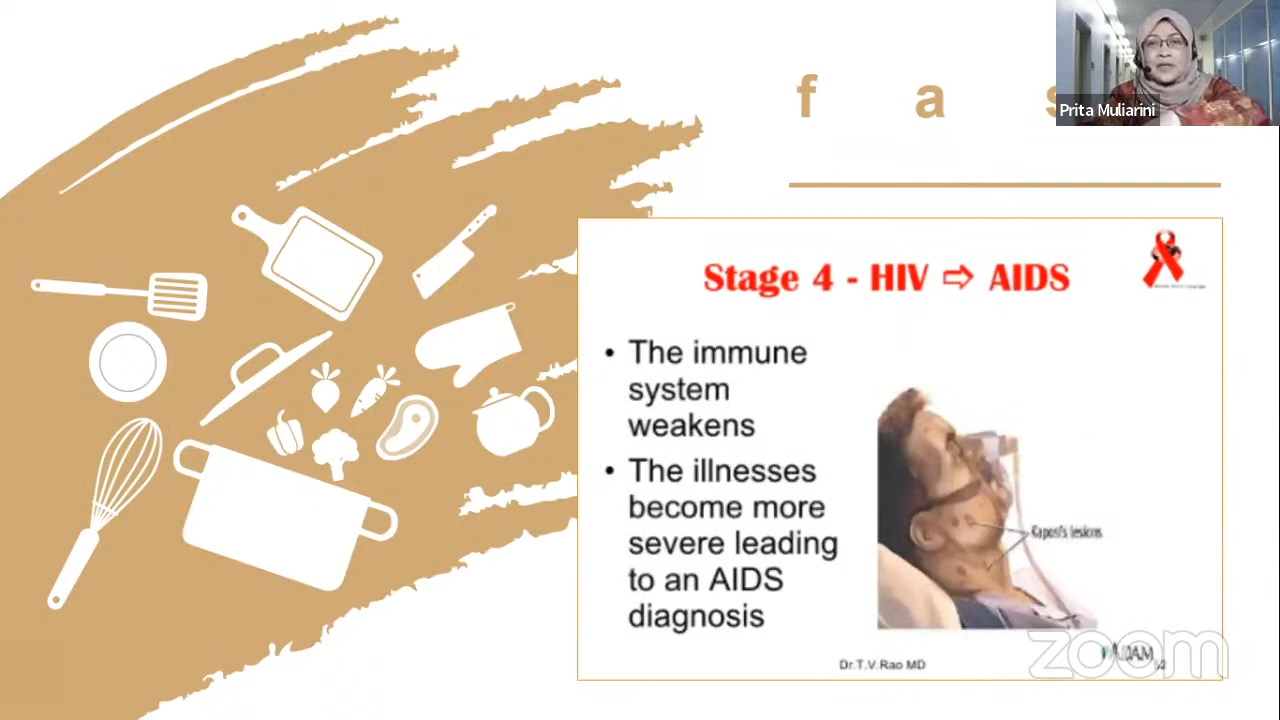 f a s
Prita Muliarini
Stage 4 - HIV ⇨ AIDS
• The immune
system
weakens
• The illnesses
become more
severe leading
to an AIDS
diagnosis
Kaposi's lesions
Dr.T.V.Rao MD
zoom